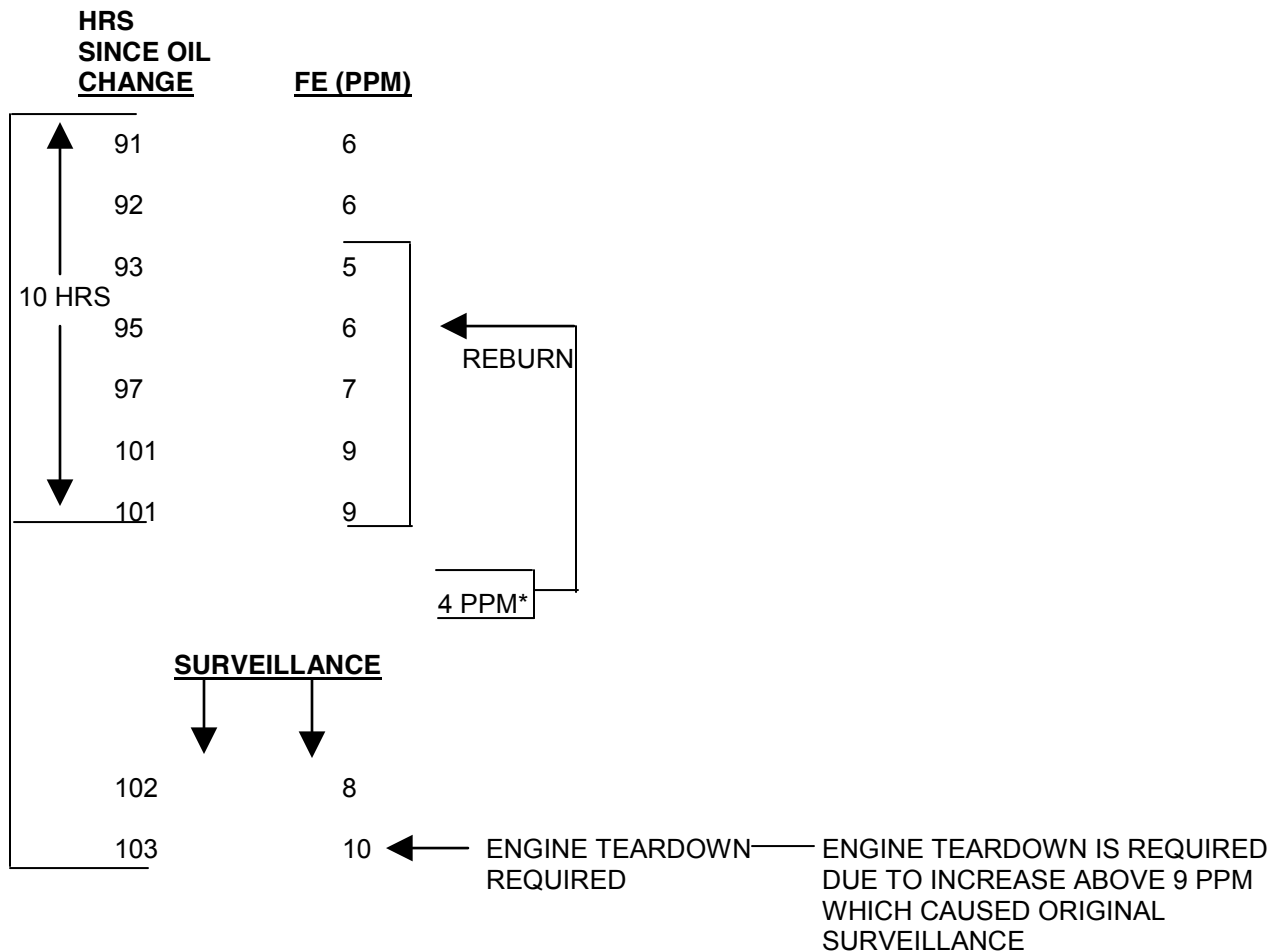 HRS
SINCE OIL
CHANGE FE (PPM)
91 6
92 6
93 5
10 HRS
95 6
REBURN
97 7
101 9
101 9
4 PPM*
SURVEILLANCE
102 8
103 10 ENGINE TEARDOWN ENGINE TEARDOWN IS REQUIRED
REQUIRED DUE TO INCREASE ABOVE 9 PPM
WHICH CAUSED ORIGINAL
SURVEILLANCE